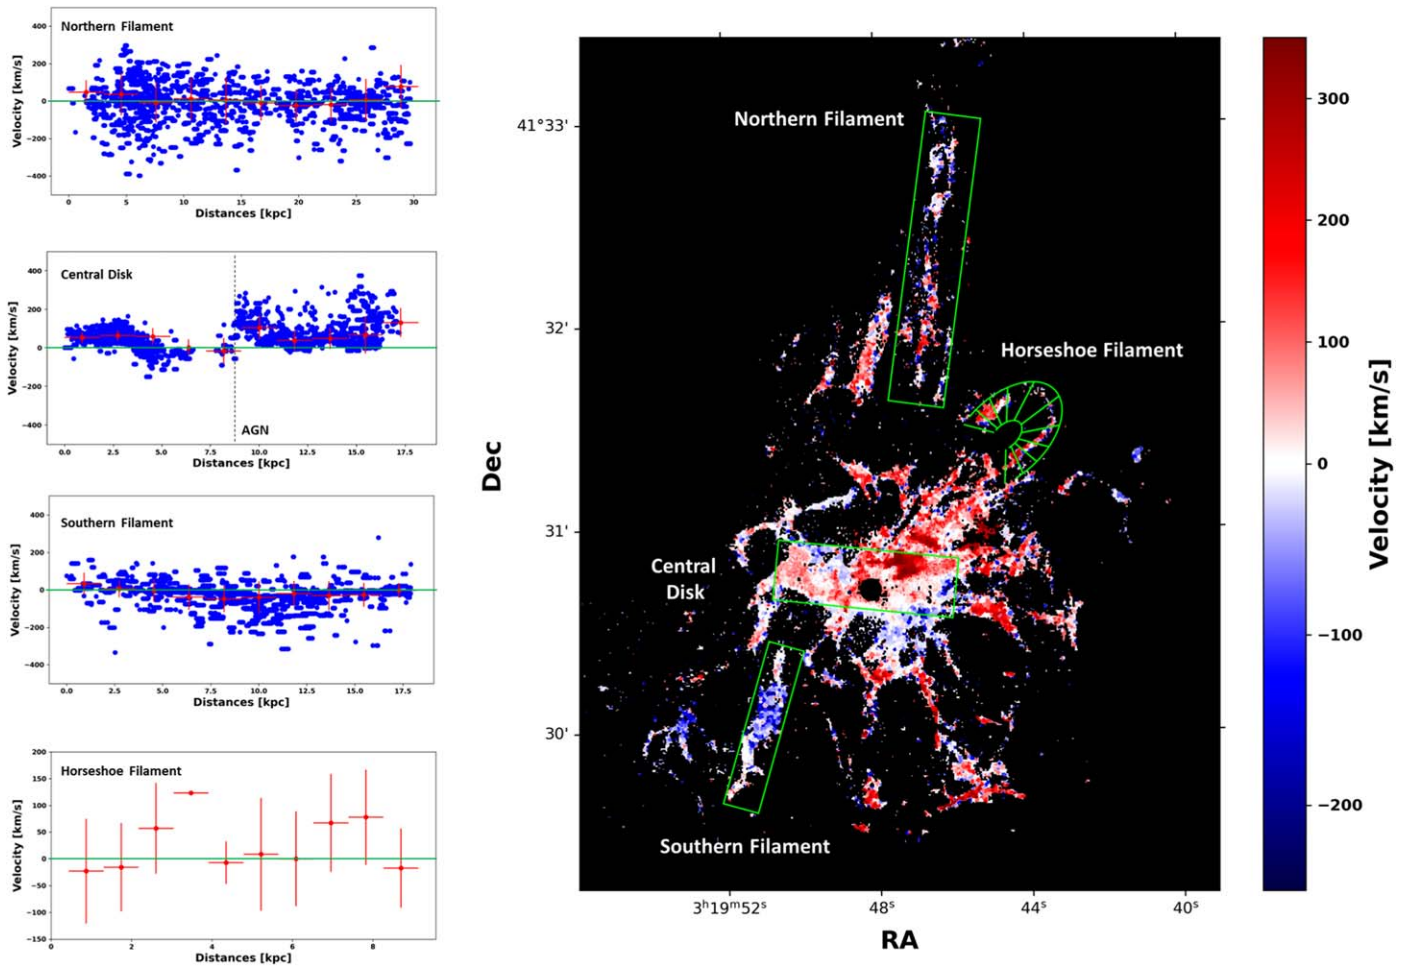 Northern Filament
400
200
0
−200
−400
Velocity [km/s]
0 5 10 15 20 25 30
Distances [kpc]
Central Disk
400
200
0
−200
−400
Velocity [km/s]
AGN
0.0 2.5 5.0 7.5 10.0 12.5 15.0 17.5
Distances [kpc]
Southern Filament
400
200
0
−200
−400
Velocity [km/s]
0.0 2.5 5.0 7.5 10.0 12.5 15.0 17.5
Distances [kpc]
Horseshoe Filament
200
150
100
50
0
−50
−100
−150
Velocity [km/s]
0 2 4 6 8
Distances [kpc]
Northern Filament
Horseshoe Filament
Central
Disk
Southern Filament
41°33'
32'
31'
30'
Dec
3h19m52s 48s 44s 40s
RA
300
200
100
0
−100
−200
Velocity [km/s]